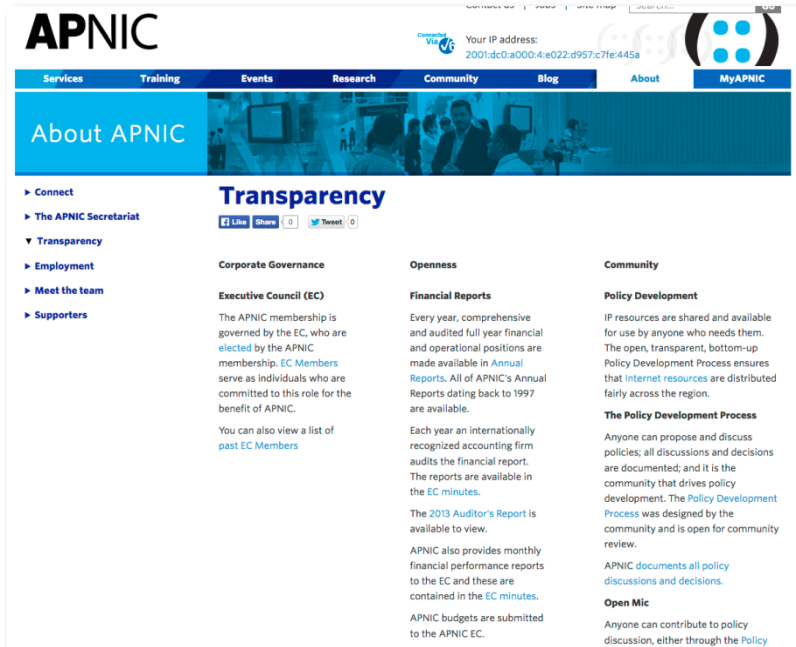 Contact us | Jobs | Site map Search... Go
APNIC
Connected
Via V6
Your IP address:
2001:dc0:a000:4:e022:d957:c7fe:445a
Services Training Events Research Community Blog About MyAPNIC
About APNIC
Connect
The APNIC Secretariat
Transparency
Employment
Meet the team
Supporters
Transparency
Like Share 0 Tweet 0
Corporate Governance
Executive Council (EC)
The APNIC membership is
governed by the EC, who are
elected by the APNIC
membership. EC Members
serve as individuals who are
committed to this role for the
benefit of APNIC.
You can also view a list of
past EC Members
Openness
Financial Reports
Every year, comprehensive
and audited full year financial
and operational positions are
made available in Annual
Reports. All of APNIC's Annual
Reports dating back to 1997
are available.
Each year an internationally
recognized accounting firm
audits the financial report.
The reports are available in
the EC minutes.
The 2013 Auditor's Report is
available to view.
APNIC also provides monthly
financial performance reports
to the EC and these are
contained in the EC minutes.
APNIC budgets are submitted
to the APNIC EC.
Community
Policy Development
IP resources are shared and available
for use by anyone who needs them.
The open, transparent, bottom-up
Policy Development Process ensures
that Internet resources are distributed
fairly across the region.
The Policy Development Process
Anyone can propose and discuss
policies; all discussions and decisions
are documented; and it is the
community that drives policy
development. The Policy Development
Process was designed by the
community and is open for community
review.
APNIC documents all policy
discussions and decisions.
Open Mic
Anyone can contribute to policy
discussion, either through the Policy